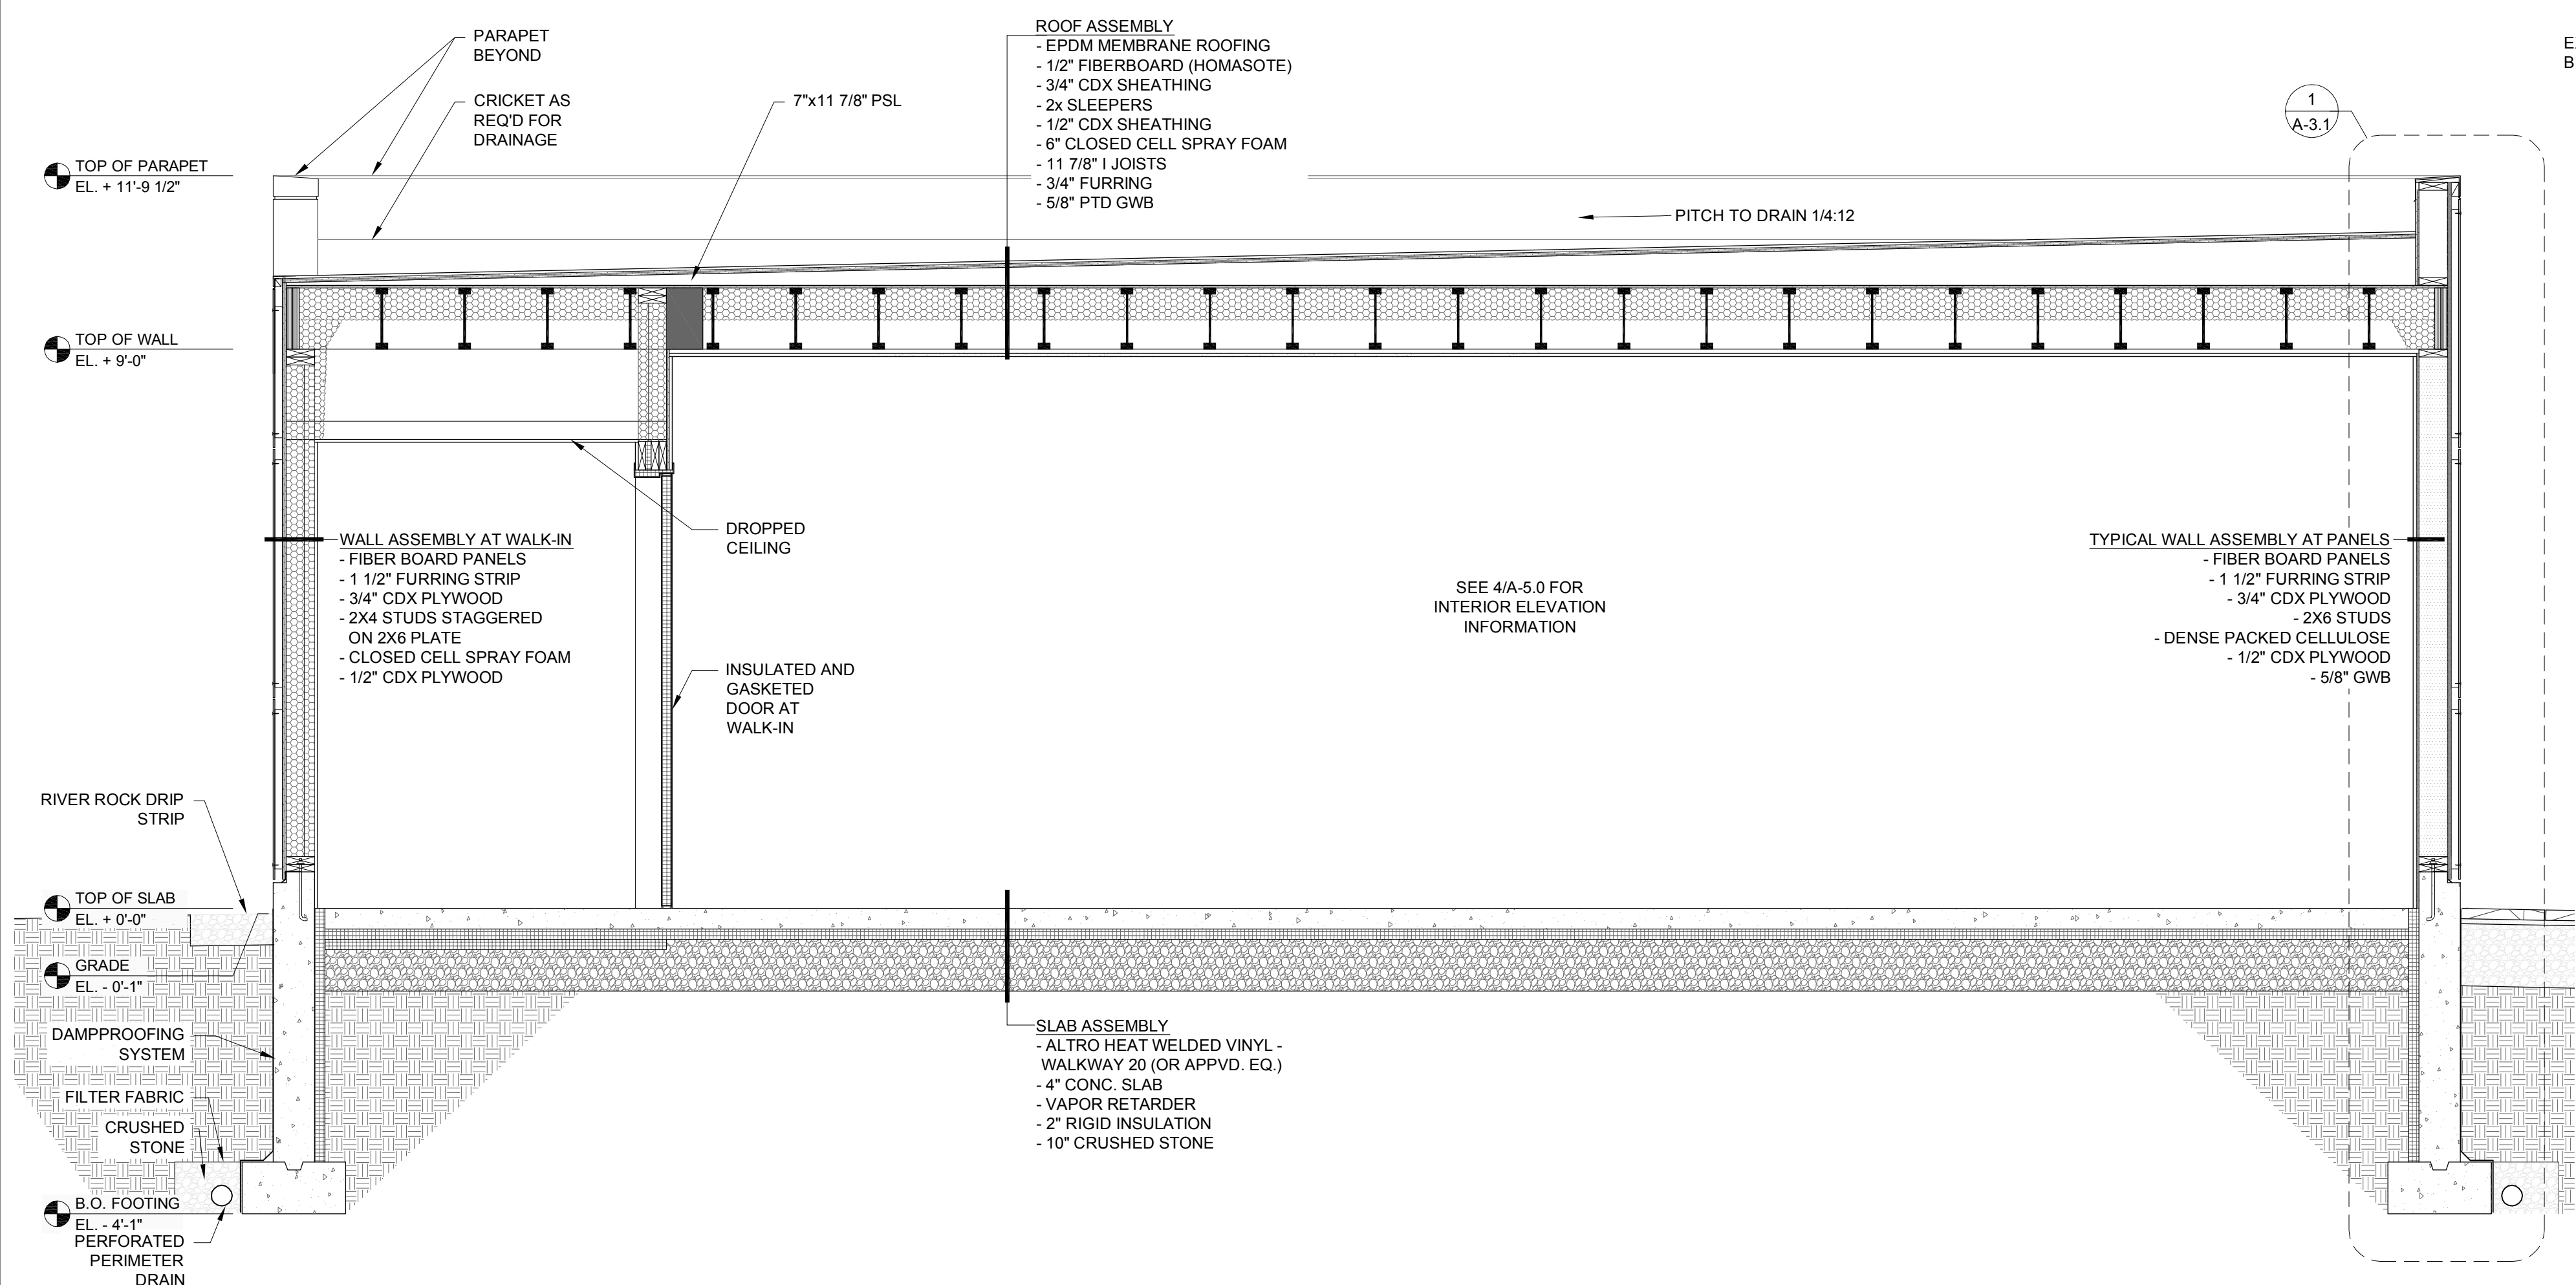 PARAPET
BEYOND
CRICKET AS
REQ'D FOR
DRAINAGE
7"x11 7/8" PSL
ROOF ASSEMBLY
- EPDM MEMBRANE ROOFING
- 1/2" FIBERBOARD (HOMASOTE)
- 3/4" CDX SHEATHING
- 2x SLEEPERS
- 1/2" CDX SHEATHING
- 6" CLOSED CELL SPRAY FOAM
- 11 7/8" I JOISTS
- 3/4" FURRING
- 5/8" PTD GWB
E
B
1
A-3.1
TOP OF PARAPET
EL. + 11'-9 1/2"
PITCH TO DRAIN 1/4:12
TOP OF WALL
EL. + 9'-0"
WALL ASSEMBLY AT WALK-IN
- FIBER BOARD PANELS
- 1 1/2" FURRING STRIP
- 3/4" CDX PLYWOOD
- 2X4 STUDS STAGGERED
ON 2X6 PLATE
- CLOSED CELL SPRAY FOAM
- 1/2" CDX PLYWOOD
DROPPED
CEILING
INSULATED AND
GASKETED
DOOR AT
WALK-IN
SEE 4/A-5.0 FOR
INTERIOR ELEVATION
INFORMATION
TYPICAL WALL ASSEMBLY AT PANELS
- FIBER BOARD PANELS
- 1 1/2" FURRING STRIP
- 3/4" CDX PLYWOOD
- 2X6 STUDS
- DENSE PACKED CELLULOSE
- 1/2" CDX PLYWOOD
- 5/8" GWB
RIVER ROCK DRIP
STRIP
TOP OF SLAB
EL. + 0'-0"
GRADE
EL. - 0'-1"
DAMPPROOFING
SYSTEM
FILTER FABRIC
CRUSHED
STONE
B.O. FOOTING
EL. - 4'-1"
PERFORATED
PERIMETER
DRAIN
SLAB ASSEMBLY
- ALTRO HEAT WELDED VINYL -
WALKWAY 20 (OR APPVD. EQ.)
- 4" CONC. SLAB
- VAPOR RETARDER
- 2" RIGID INSULATION
- 10" CRUSHED STONE